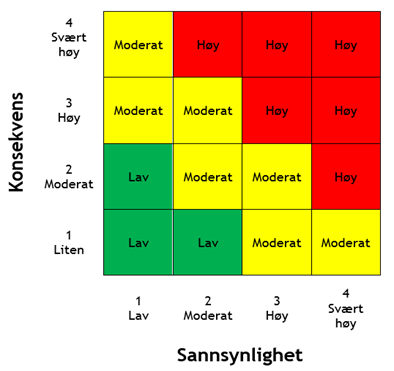 Konsekvens
4
Svært
høy
Moderat Høy Høy Høy
3
Høy
Moderat Moderat Høy Høy
2
Moderat
Lav Moderat Moderat Høy
1
Liten
Lav Lav Moderat Moderat
1
Lav
2
Moderat
3
Høy
4
Svært
høy
Sannsynlighet